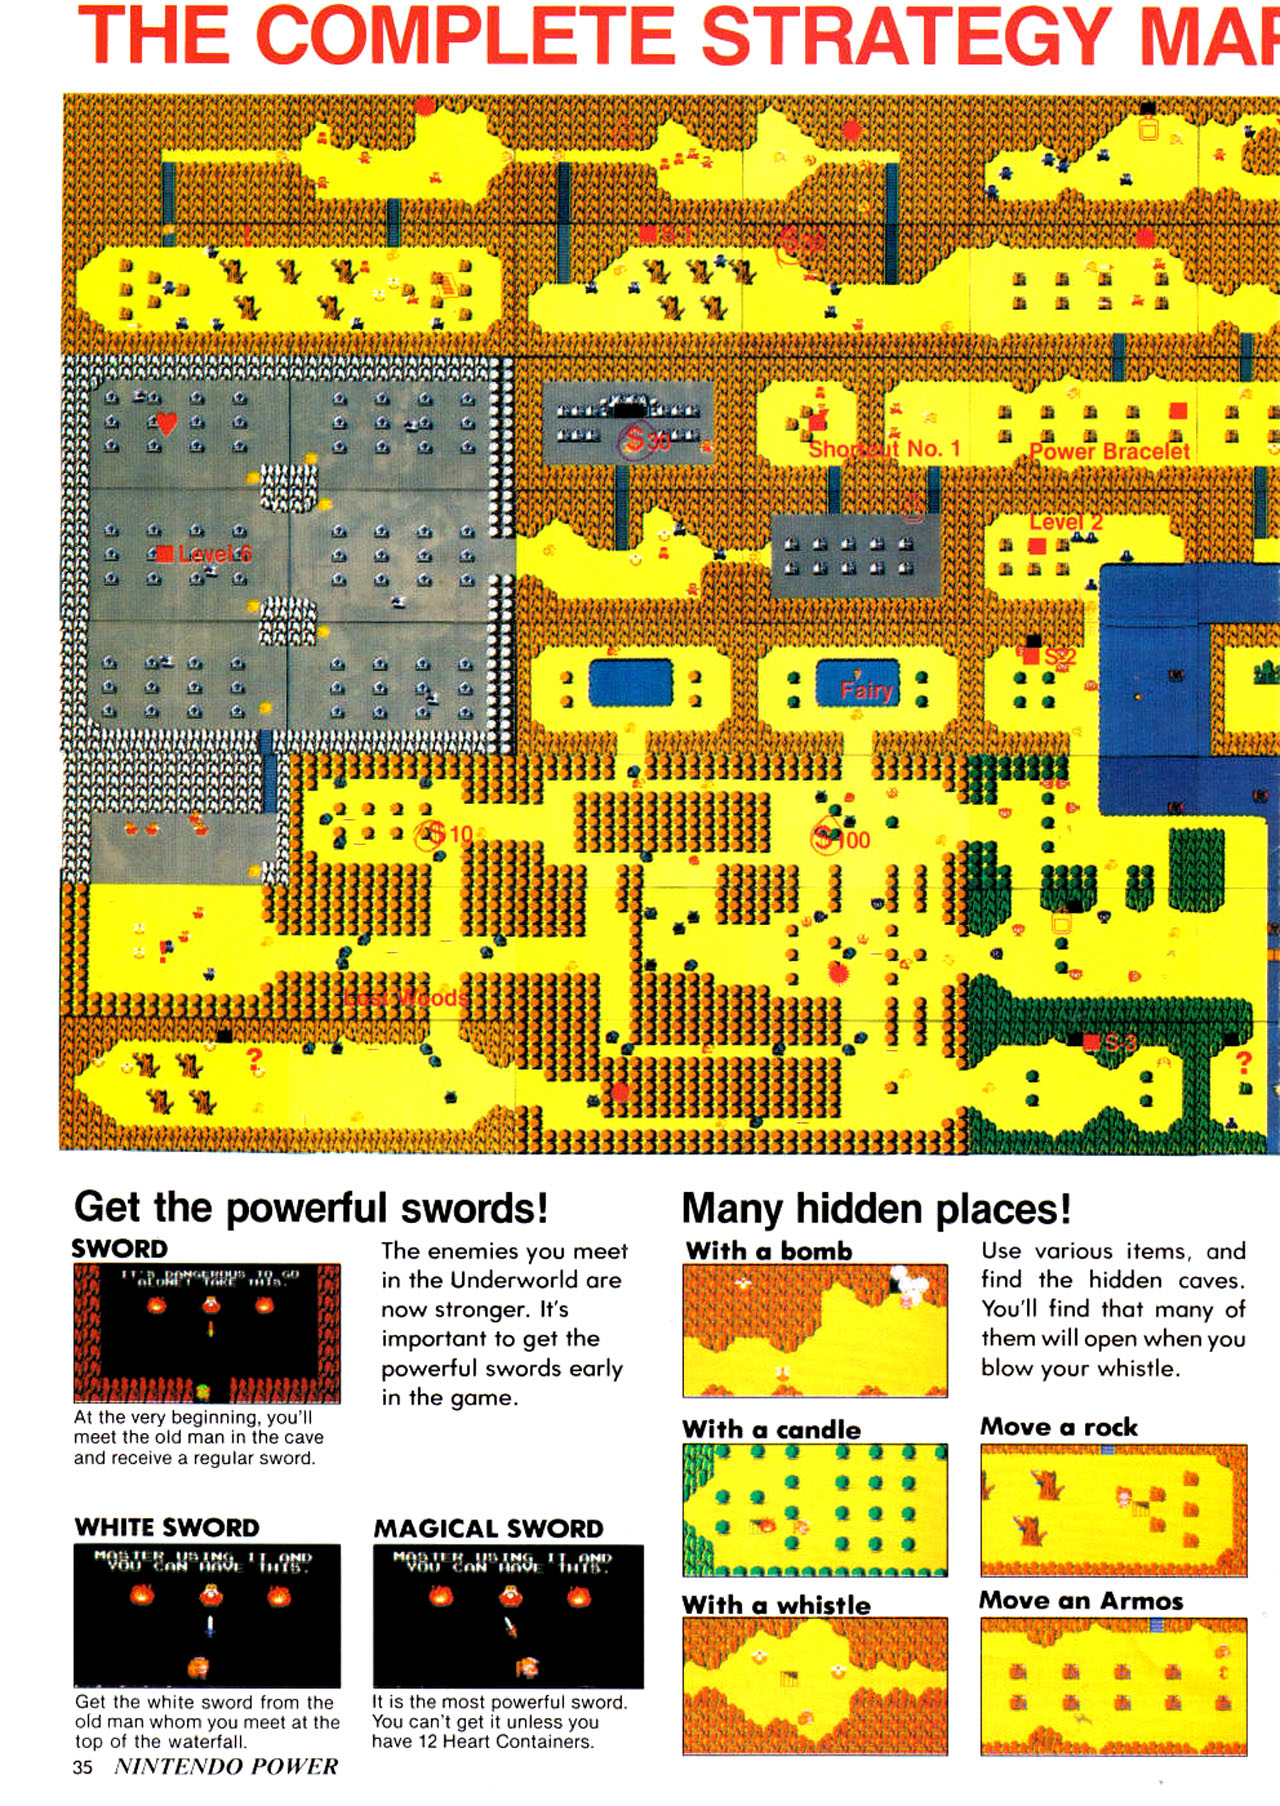 THE COMPLETE STRATEGY MAP
!
S-1
Shortcut No. 1
Power Bracelet
S 30
Level 2
Level 6
S-2
Fairy
S 10
S 100
!
Lost Woods
S-3
?
?
Get the powerful swords!
SWORD
IT'S DANGEROUS TO GO
ALONE! TAKE THIS.
At the very beginning, you'll
meet the old man in the cave
and receive a regular sword.
The enemies you meet
in the Underworld are
now stronger. It's
important to get the
powerful swords early
in the game.
WHITE SWORD
MASTER USING IT AND
YOU CAN HAVE THIS.
Get the white sword from the
old man whom you meet at the
top of the waterfall.
MAGICAL SWORD
MASTER USING IT AND
YOU CAN HAVE THIS.
It is the most powerful sword.
You can't get it unless you
have 12 Heart Containers.
Many hidden places!
With a bomb
Use various items, and
find the hidden caves.
You'll find that many of
them will open when you
blow your whistle.
With a candle
Move a rock
With a whistle
Move an Armos
35 NINTENDO POWER